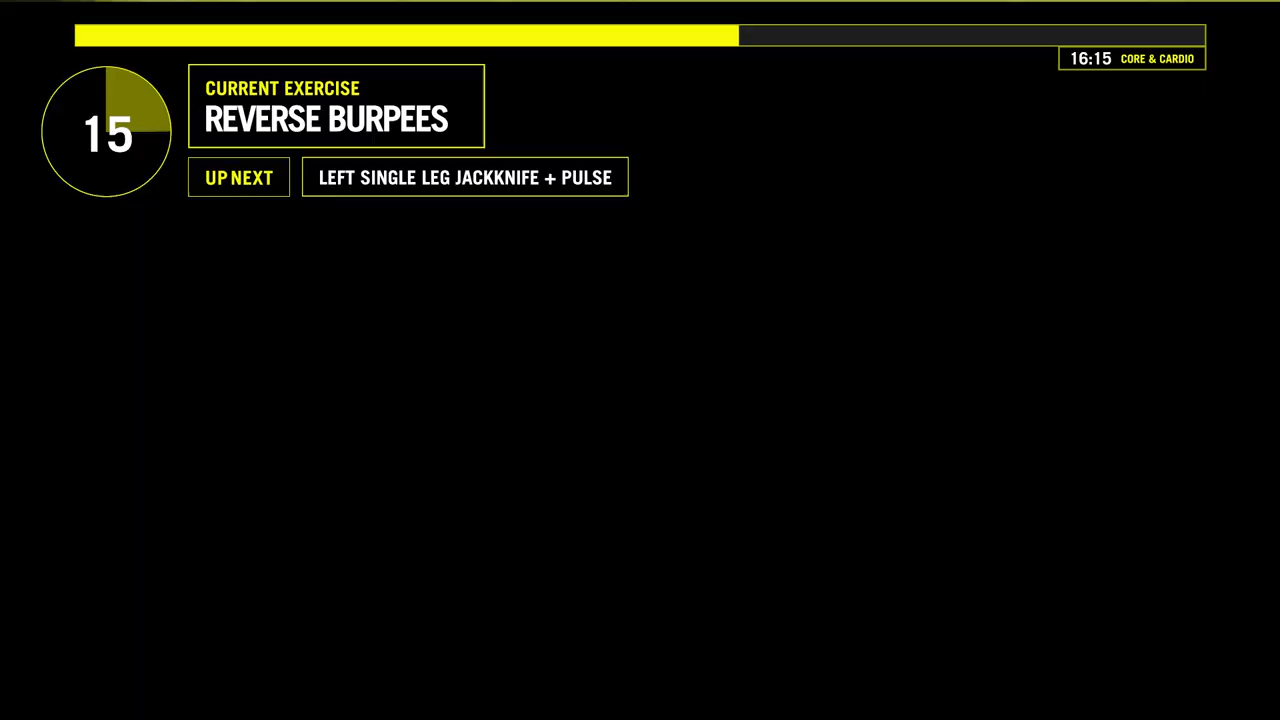 16:15 CORE & CARDIO
15
CURRENT EXERCISE
REVERSE BURPEES
UP NEXT
LEFT SINGLE LEG JACKKNIFE + PULSE